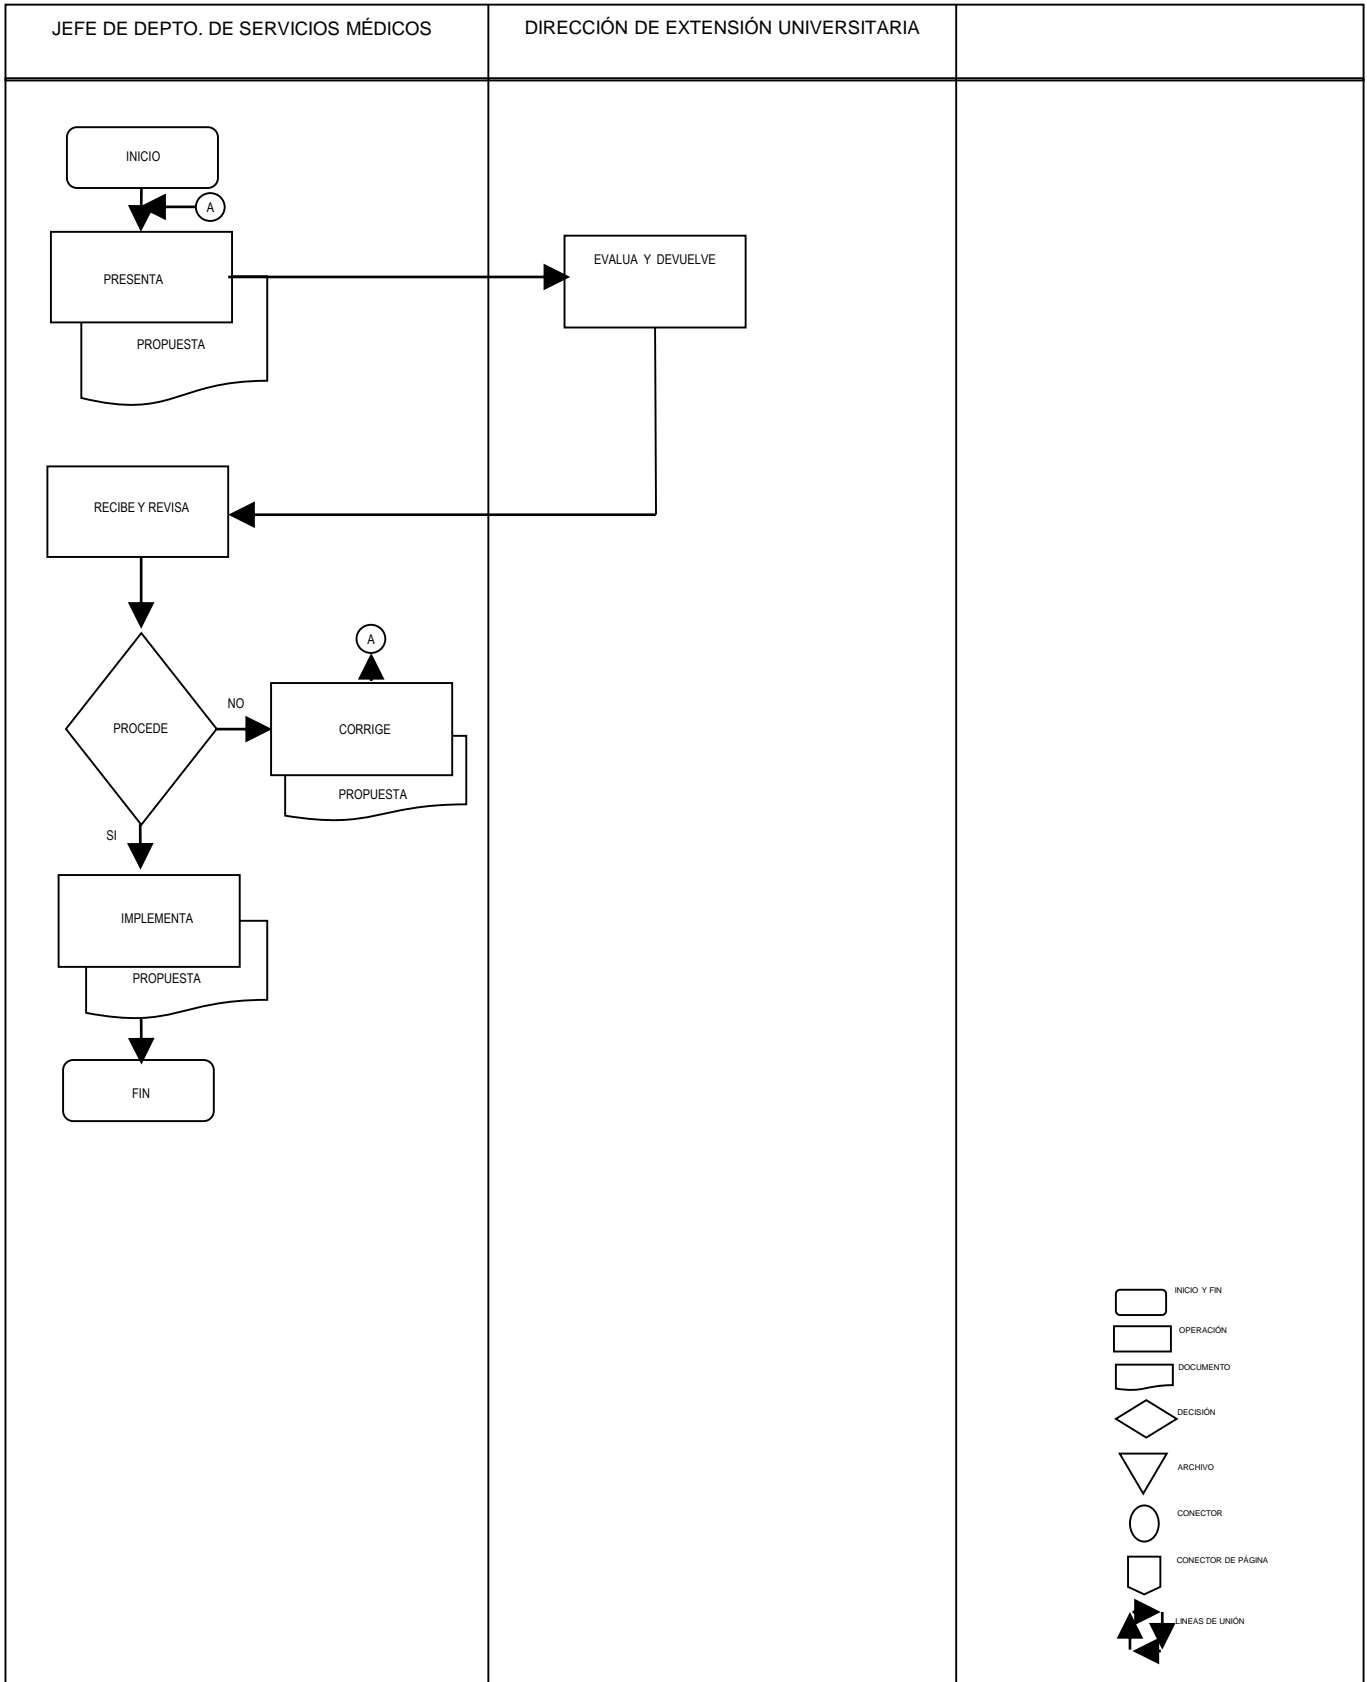 JEFE DE DEPTO. DE SERVICIOS MÉDICOS
DIRECCIÓN DE EXTENSIÓN UNIVERSITARIA
INICIO
A
PRESENTA
PROPUESTA
EVALUA Y DEVUELVE
RECIBE Y REVISA
A
PROCEDE
NO
CORRIGE
PROPUESTA
SI
IMPLEMENTA
PROPUESTA
FIN
INICIO Y FIN
OPERACIÓN
DOCUMENTO
DECISIÓN
ARCHIVO
CONECTOR
CONECTOR DE PÁGINA
LINEAS DE UNIÓN